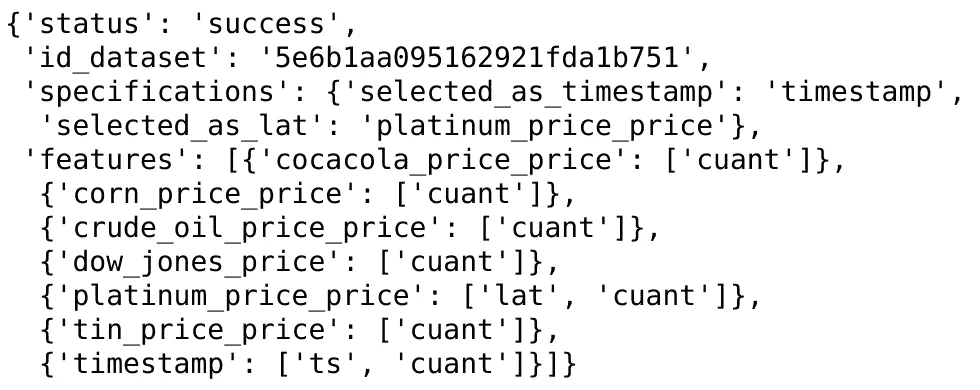 {'status': 'success',
'id_dataset': '5e6b1aa095162921fda1b751',
'specifications': {'selected_as_timestamp': 'timestamp',
'selected_as_lat': 'platinum_price_price'},
'features': [{'cocacola_price_price': ['cuant']},
{'corn_price_price': ['cuant']},
{'crude_oil_price_price': ['cuant']},
{'dow_jones_price': ['cuant']},
{'platinum_price_price': ['lat', 'cuant']},
{'tin_price_price': ['cuant']},
{'timestamp': ['ts', 'cuant']}]}